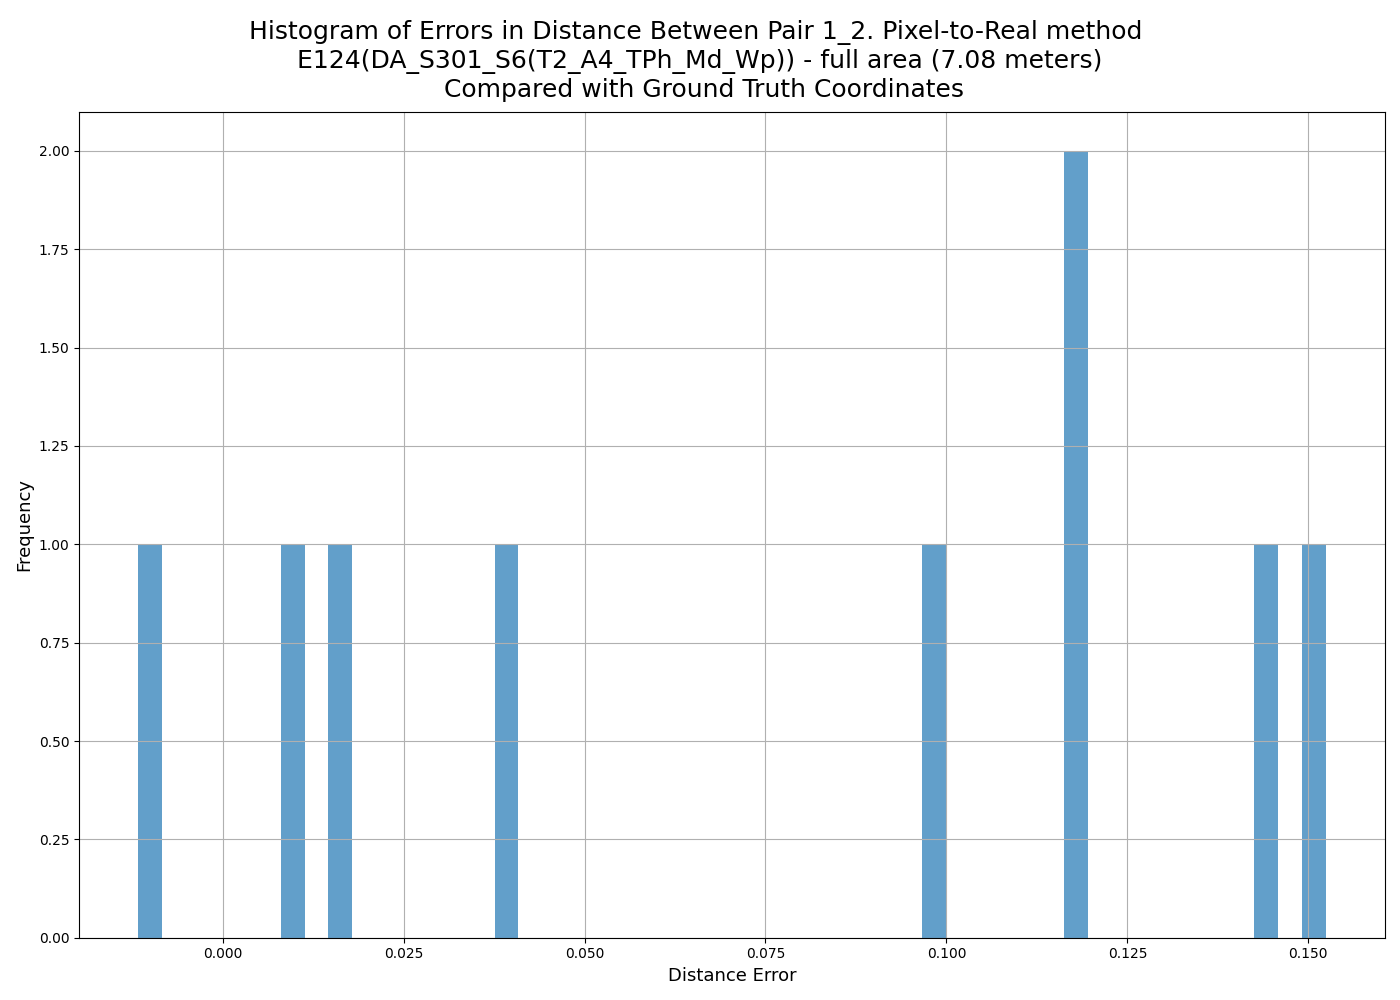 Histogram of Errors in Distance Between Pair 1_2. Pixel-to-Real method
E124(DA_S301_S6(T2_A4_TPh_Md_Wp)) - full area (7.08 meters)
Compared with Ground Truth Coordinates
2.00
1.75
1.50
1.25
1.00
0.75
0.50
0.25
0.00
Frequency
0.000 0.025 0.050 0.075 0.100 0.125 0.150
Distance Error